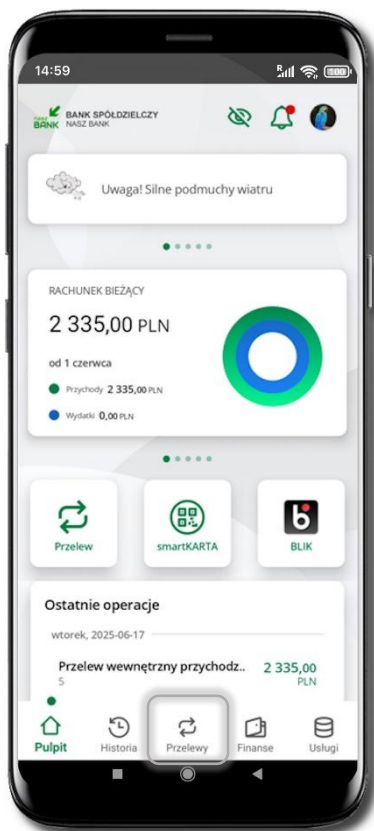 14:59
R
nasz
BANK
BANK SPÓŁDZIELCZY
NASZ BANK
Uwaga! Silne podmuchy wiatru
RACHUNEK BIEŻĄCY
2 335,00 PLN
od 1 czerwca
Przychody 2 335,00 PLN
Wydatki 0,00 PLN
Przelew
smartKARTA
BLIK
Ostatnie operacje
wtorek, 2025-06-17
Przelew wewnętrzny przychodz.. 2 335,00
5 PLN
Pulpit Historia Przelewy Finanse Usługi